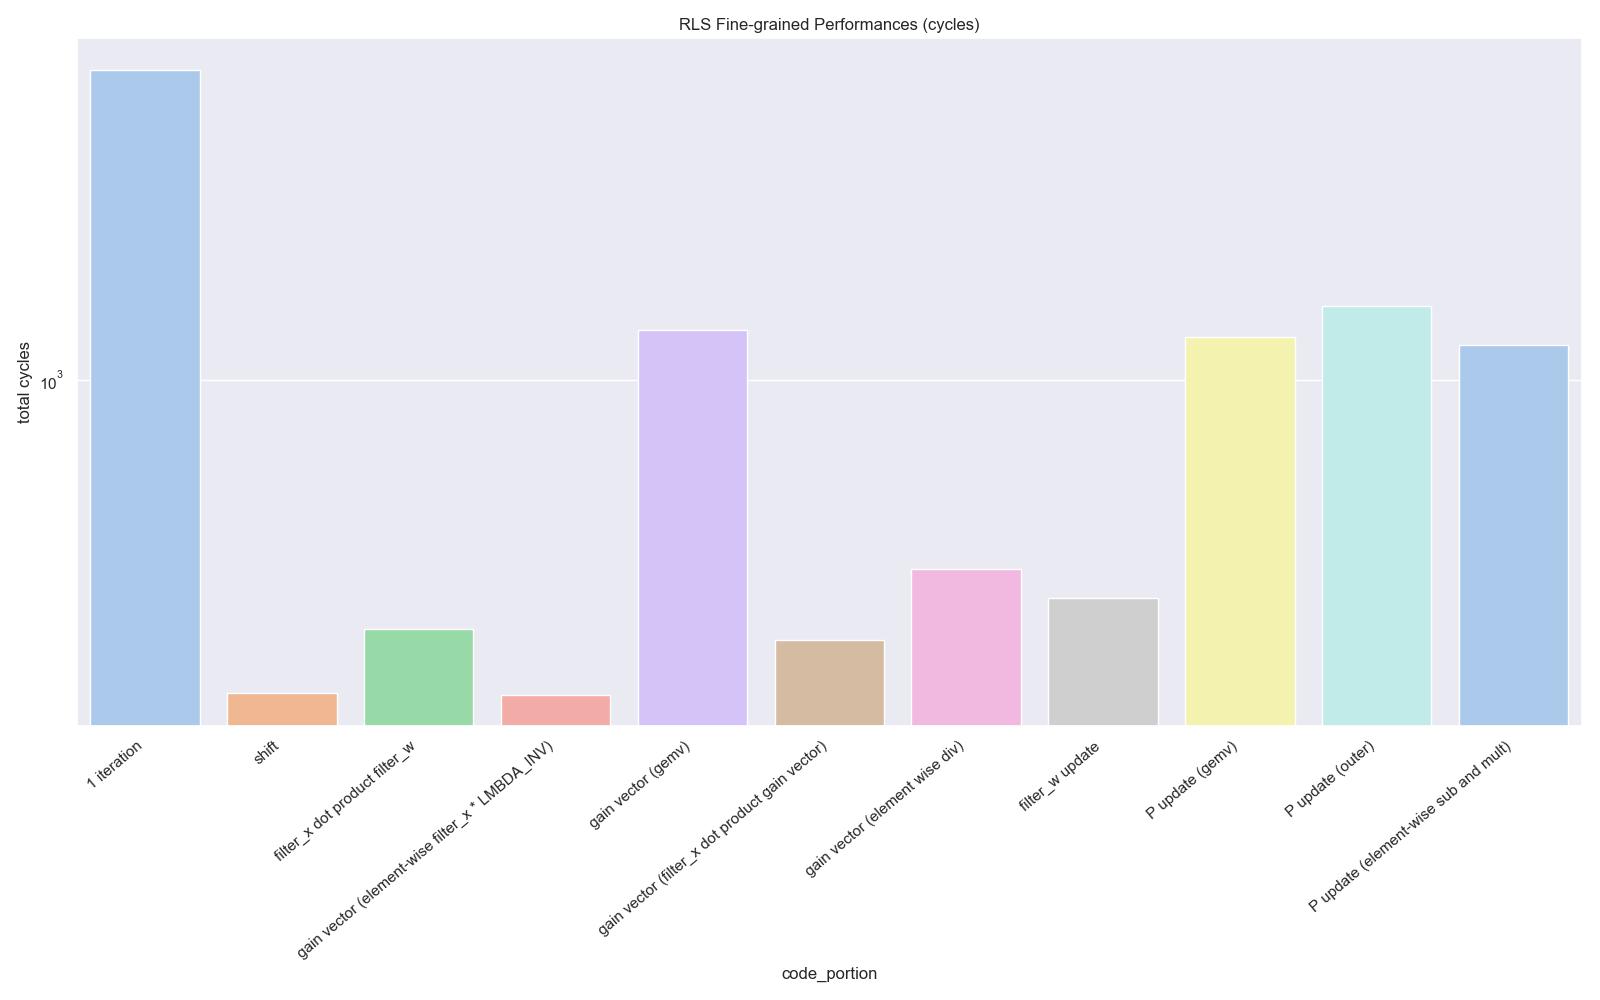 RLS Fine-grained Performances (cycles)
total cycles
10^3
1 iteration
shift
filter_x dot product filter_w
gain vector (element-wise filter_x * LMBDA_INV)
gain vector (gemv)
gain vector (filter_x dot product gain vector)
gain vector (element wise div)
filter_w update
P update (gemv)
P update (outer)
P update (element-wise sub and mult)
code_portion